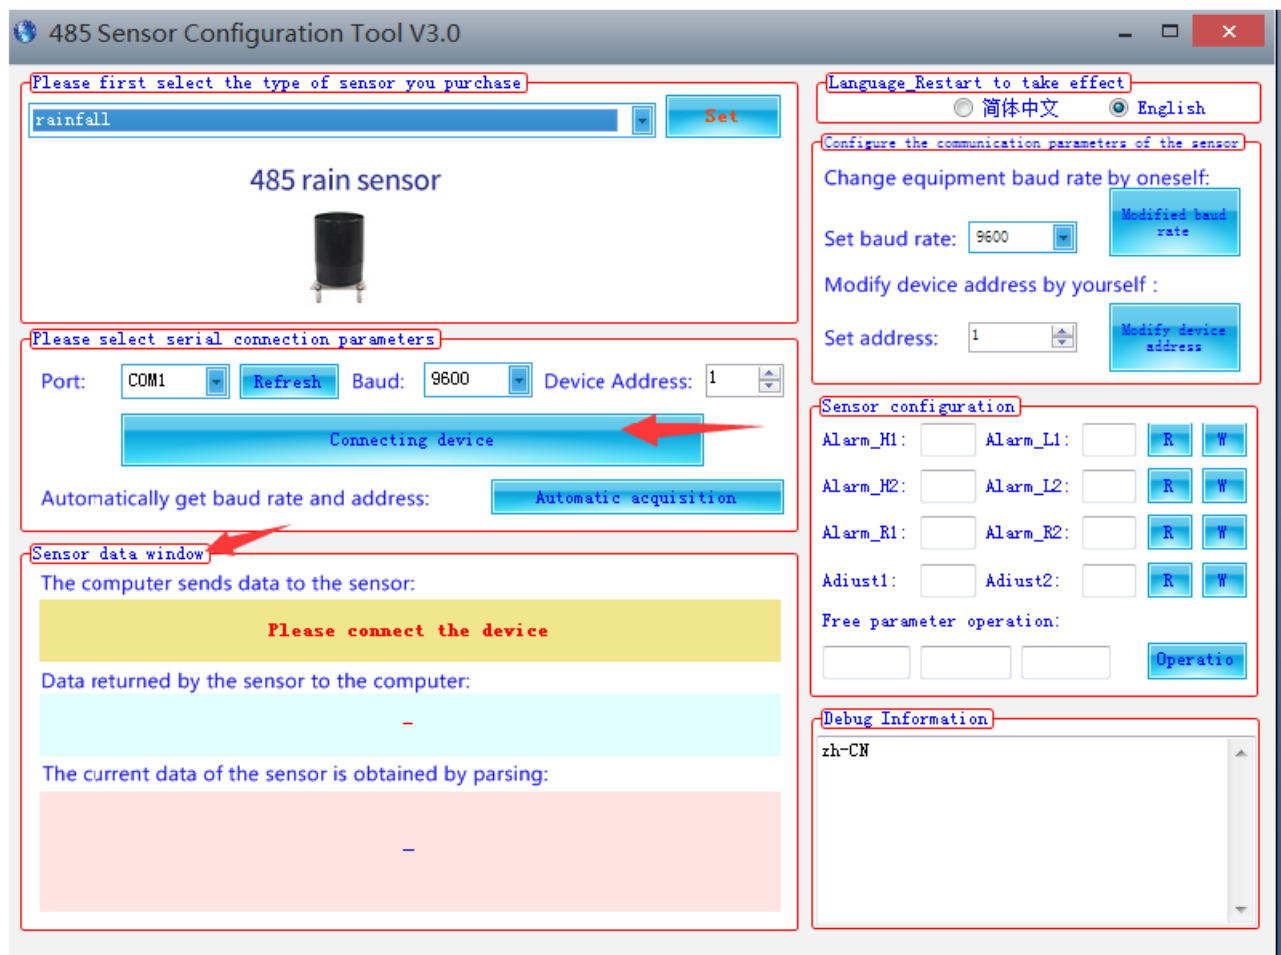 485 Sensor Configuration Tool V3.0
Please first select the type of sensor you purchase
rainfall
Set
485 rain sensor
Please select serial connection parameters
Port: COM1 Refresh Baud: 9600 Device Address: 1
Connecting device
Automatically get baud rate and address: Automatic acquisition
Sensor data window
The computer sends data to the sensor:
Please connect the device
Data returned by the sensor to the computer:
–
The current data of the sensor is obtained by parsing:
–
Language_Restart to take effect
简体中文 English
Configure the communication parameters of the sensor
Change equipment baud rate by oneself:
Set baud rate: 9600
Modified baud
rate
Modify device address by yourself :
Set address: 1
Modify device
address
Sensor configuration
Alarm_H1: Alarm_L1: R W
Alarm_H2: Alarm_L2: R W
Alarm_R1: Alarm_R2: R W
Adiust1: Adiust2: R W
Free parameter operation:
Operatio
Debug Information
zh-CN